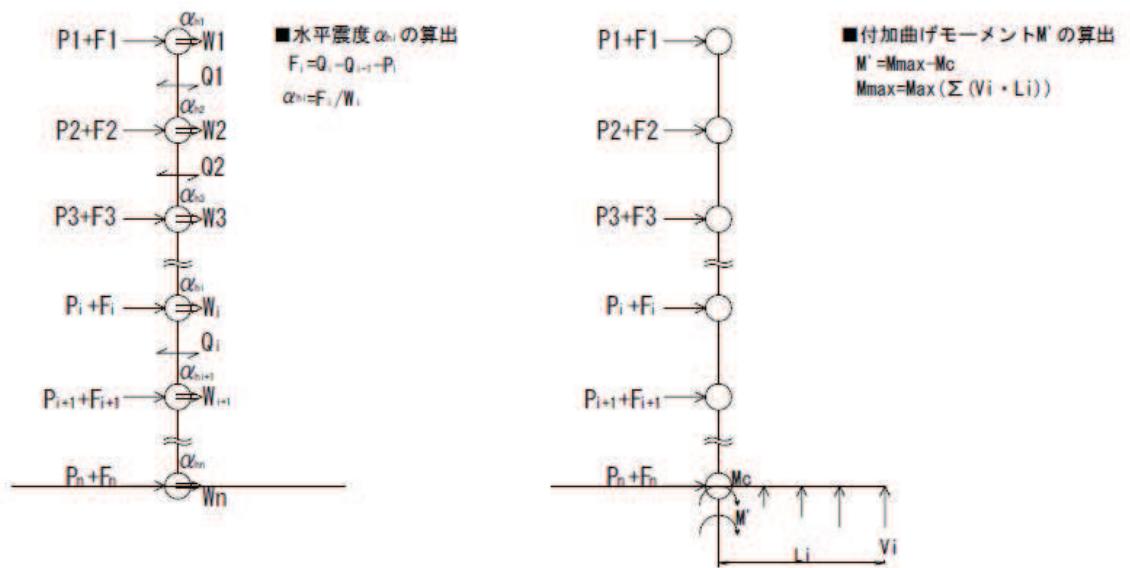 αh1
P1+F1
W1
Q1
αh2
P2+F2
W2
Q2
αh3
P3+F3
W3
αhi
Pi+Fi
Wi
Qi
αhi+1
Pi+1+Fi+1
Wi+1
αhn
Pn+Fn
Wn
■水平震度αhiの算出
Fi=Qi-Qi-1-Pi
αhi=Fi/Wi
P1+F1
P2+F2
P3+F3
Pi+Fi
Pi+1+Fi+1
Pn+Fn
Mc
M'
Li
Vi
■付加曲げモーメントM'の算出
M'=Mmax-Mc
Mmax=Max(Σ(Vi・Li))